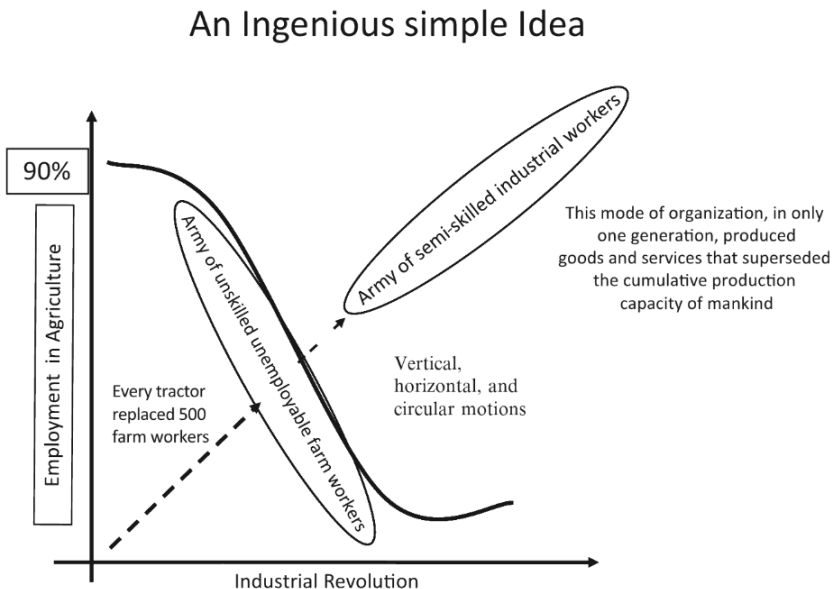 An Ingenious simple Idea
90%
Employment in Agriculture
Army of unskilled unemployable farm workers
Army of semi-skilled industrial workers
This mode of organization, in only
one generation, produced
goods and services that superseded
the cumulative production
capacity of mankind
Every tractor
replaced 500
farm workers
Vertical,
horizontal, and
circular motions
Industrial Revolution